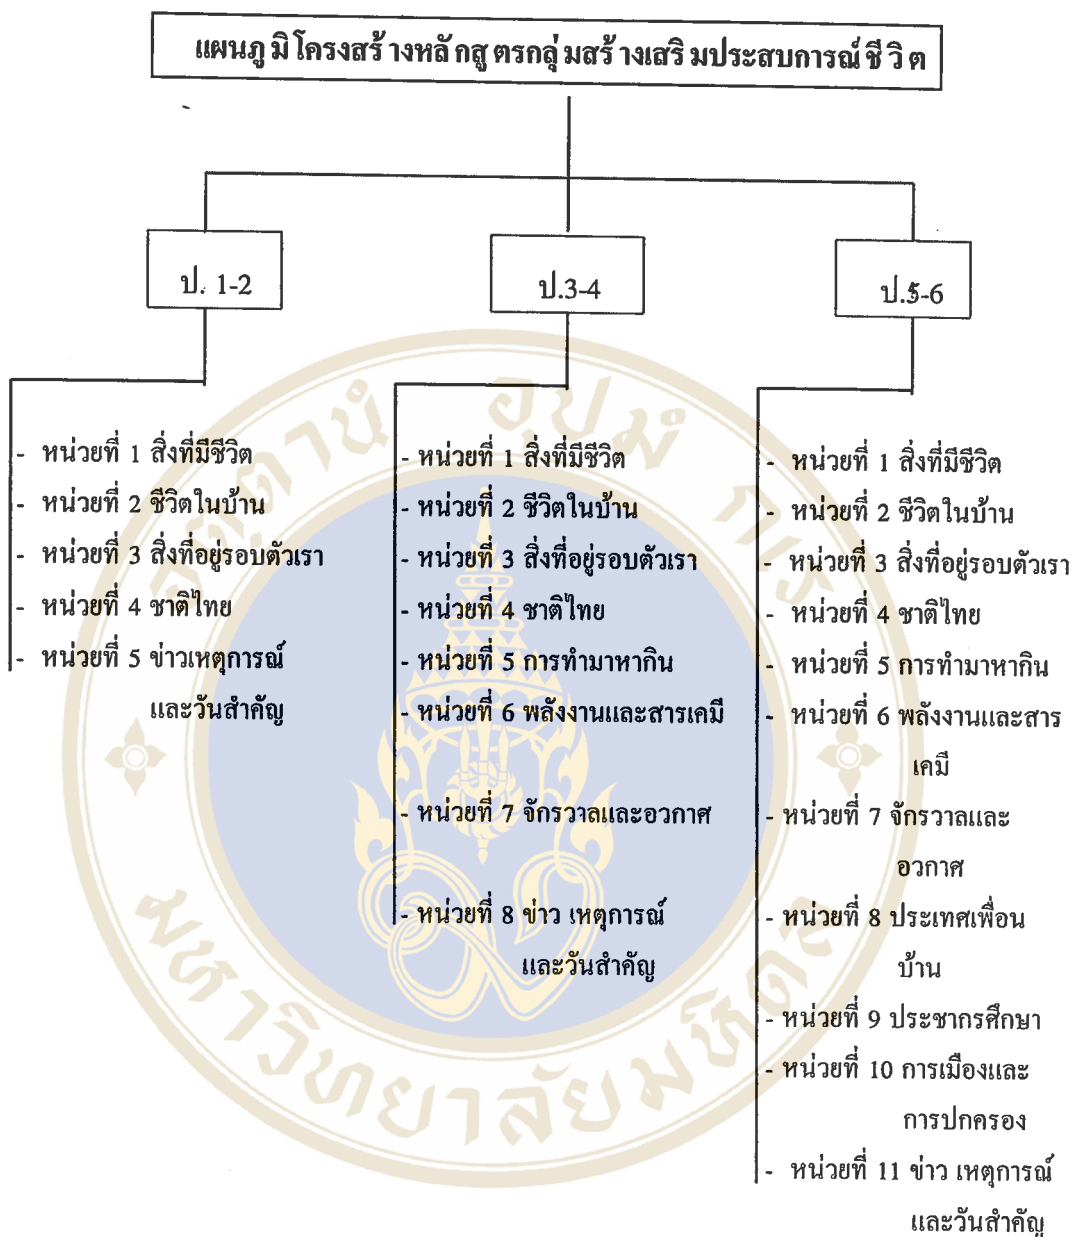 แผนภูมิโครงสร้างหลักสูตรกลุ่มสร้างเสริมประสบการณ์ชีวิต
ป. 1-2
- หน่วยที่ 1 สิ่งที่มีชีวิต
- หน่วยที่ 2 ชีวิตในบ้าน
- หน่วยที่ 3 สิ่งที่อยู่รอบตัวเรา
- หน่วยที่ 4 ชาติไทย
- หน่วยที่ 5 ข่าวเหตุการณ์
และวันสำคัญ
ป.3-4
- หน่วยที่ 1 สิ่งที่มีชีวิต
- หน่วยที่ 2 ชีวิตในบ้าน
- หน่วยที่ 3 สิ่งที่อยู่รอบตัวเรา
- หน่วยที่ 4 ชาติไทย
- หน่วยที่ 5 การทำมาหากิน
- หน่วยที่ 6 พลังงานและสารเคมี
- หน่วยที่ 7 จักรวาลและอวกาศ
- หน่วยที่ 8 ข่าว เหตุการณ์
และวันสำคัญ
ป.5-6
- หน่วยที่ 1 สิ่งที่มีชีวิต
- หน่วยที่ 2 ชีวิตในบ้าน
- หน่วยที่ 3 สิ่งที่อยู่รอบตัวเรา
- หน่วยที่ 4 ชาติไทย
- หน่วยที่ 5 การทำมาหากิน
- หน่วยที่ 6 พลังงานและสาร
เคมี
- หน่วยที่ 7 จักรวาลและ
อวกาศ
- หน่วยที่ 8 ประเทศเพื่อน
บ้าน
- หน่วยที่ 9 ประชากรศึกษา
- หน่วยที่ 10 การเมืองและ
การปกครอง
- หน่วยที่ 11 ข่าว เหตุการณ์
และวันสำคัญ
อตฺตานํ อุปมํ กเร
มหาวิทยาลัยมหิดล